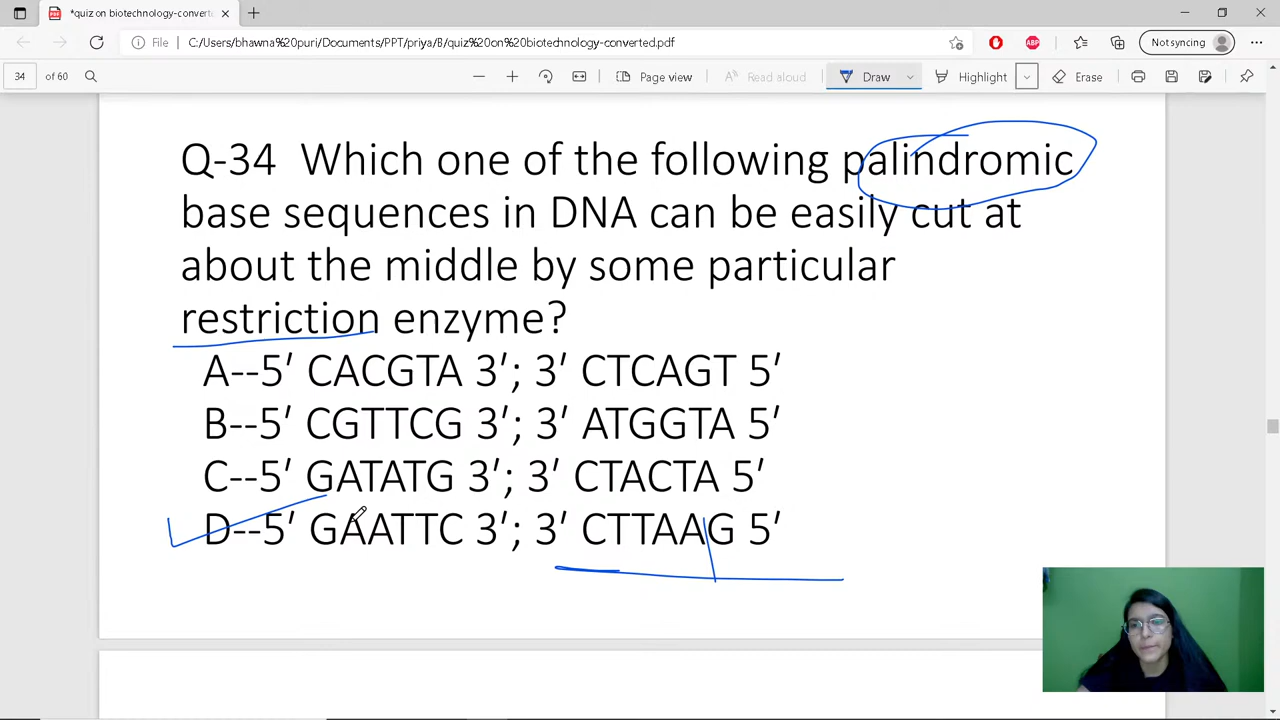 *quiz on biotechnology-converte
File C:/Users/bhawna%20puri/Documents/PPT/priya/B/quiz%20on%20biotechnology-converted.pdf ABP Not syncing
34 of 60 Page view Read aloud Draw Highlight Erase
Q-34 Which one of the following palindromic
base sequences in DNA can be easily cut at
about the middle by some particular
restriction enzyme?
A--5′ CACGTA 3′; 3′ CTCAGT 5′
B--5′ CGTTCG 3′; 3′ ATGGTA 5′
C--5′ GATATG 3′; 3′ CTACTA 5′
D--5′ GAATTC 3′; 3′ CTTAAG 5′